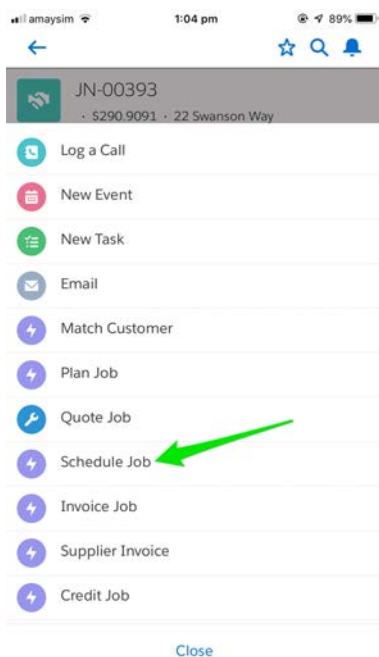 amaysim 1:04 pm 89%
JN-00393
· $290.9091 · 22 Swanson Way
Log a Call
New Event
New Task
Email
Match Customer
Plan Job
Quote Job
Schedule Job
Invoice Job
Supplier Invoice
Credit Job
Close